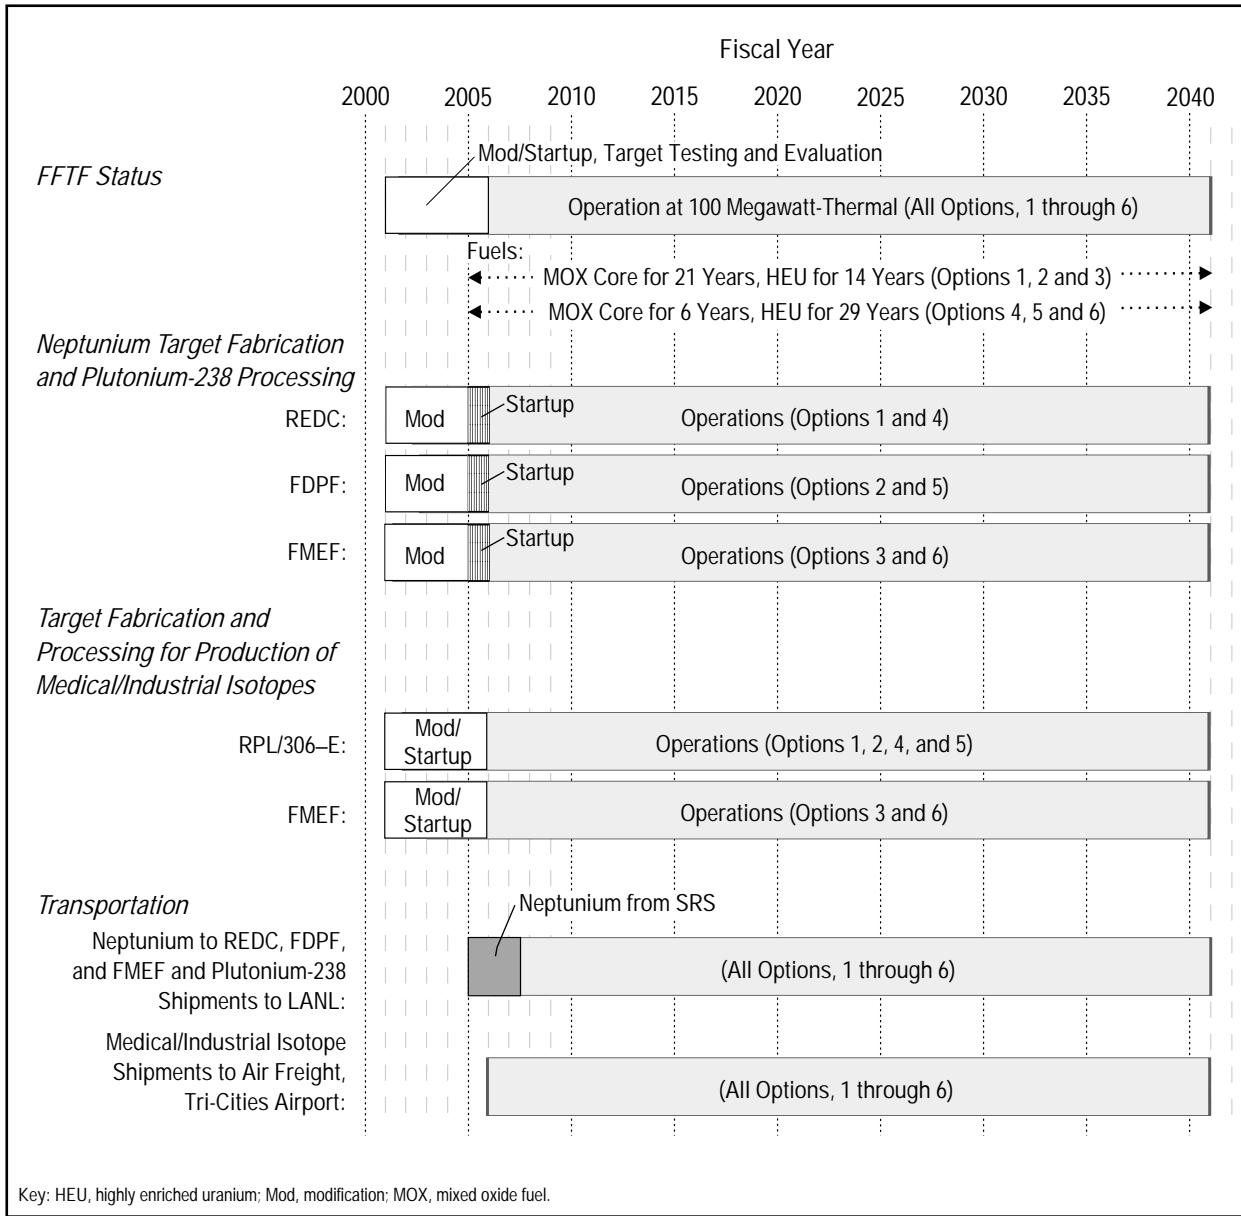 Fiscal Year
2000 2005 2010 2015 2020 2025 2030 2035 2040
Mod/Startup, Target Testing and Evaluation
FFTF Status
Operation at 100 Megawatt-Thermal (All Options, 1 through 6)
Fuels:
MOX Core for 21 Years, HEU for 14 Years (Options 1, 2 and 3)
MOX Core for 6 Years, HEU for 29 Years (Options 4, 5 and 6)
Neptunium Target Fabrication
and Plutonium-238 Processing
REDC: Mod Startup Operations (Options 1 and 4)
FDPF: Mod Startup Operations (Options 2 and 5)
FMEF: Mod Startup Operations (Options 3 and 6)
Target Fabrication and
Processing for Production of
Medical/Industrial Isotopes
RPL/306–E: Mod/
Startup Operations (Options 1, 2, 4, and 5)
FMEF: Mod/
Startup Operations (Options 3 and 6)
Transportation
Neptunium from SRS
Neptunium to REDC, FDPF,
and FMEF and Plutonium-238
Shipments to LANL:
(All Options, 1 through 6)
Medical/Industrial Isotope
Shipments to Air Freight,
Tri-Cities Airport:
(All Options, 1 through 6)
Key: HEU, highly enriched uranium; Mod, modification; MOX, mixed oxide fuel.